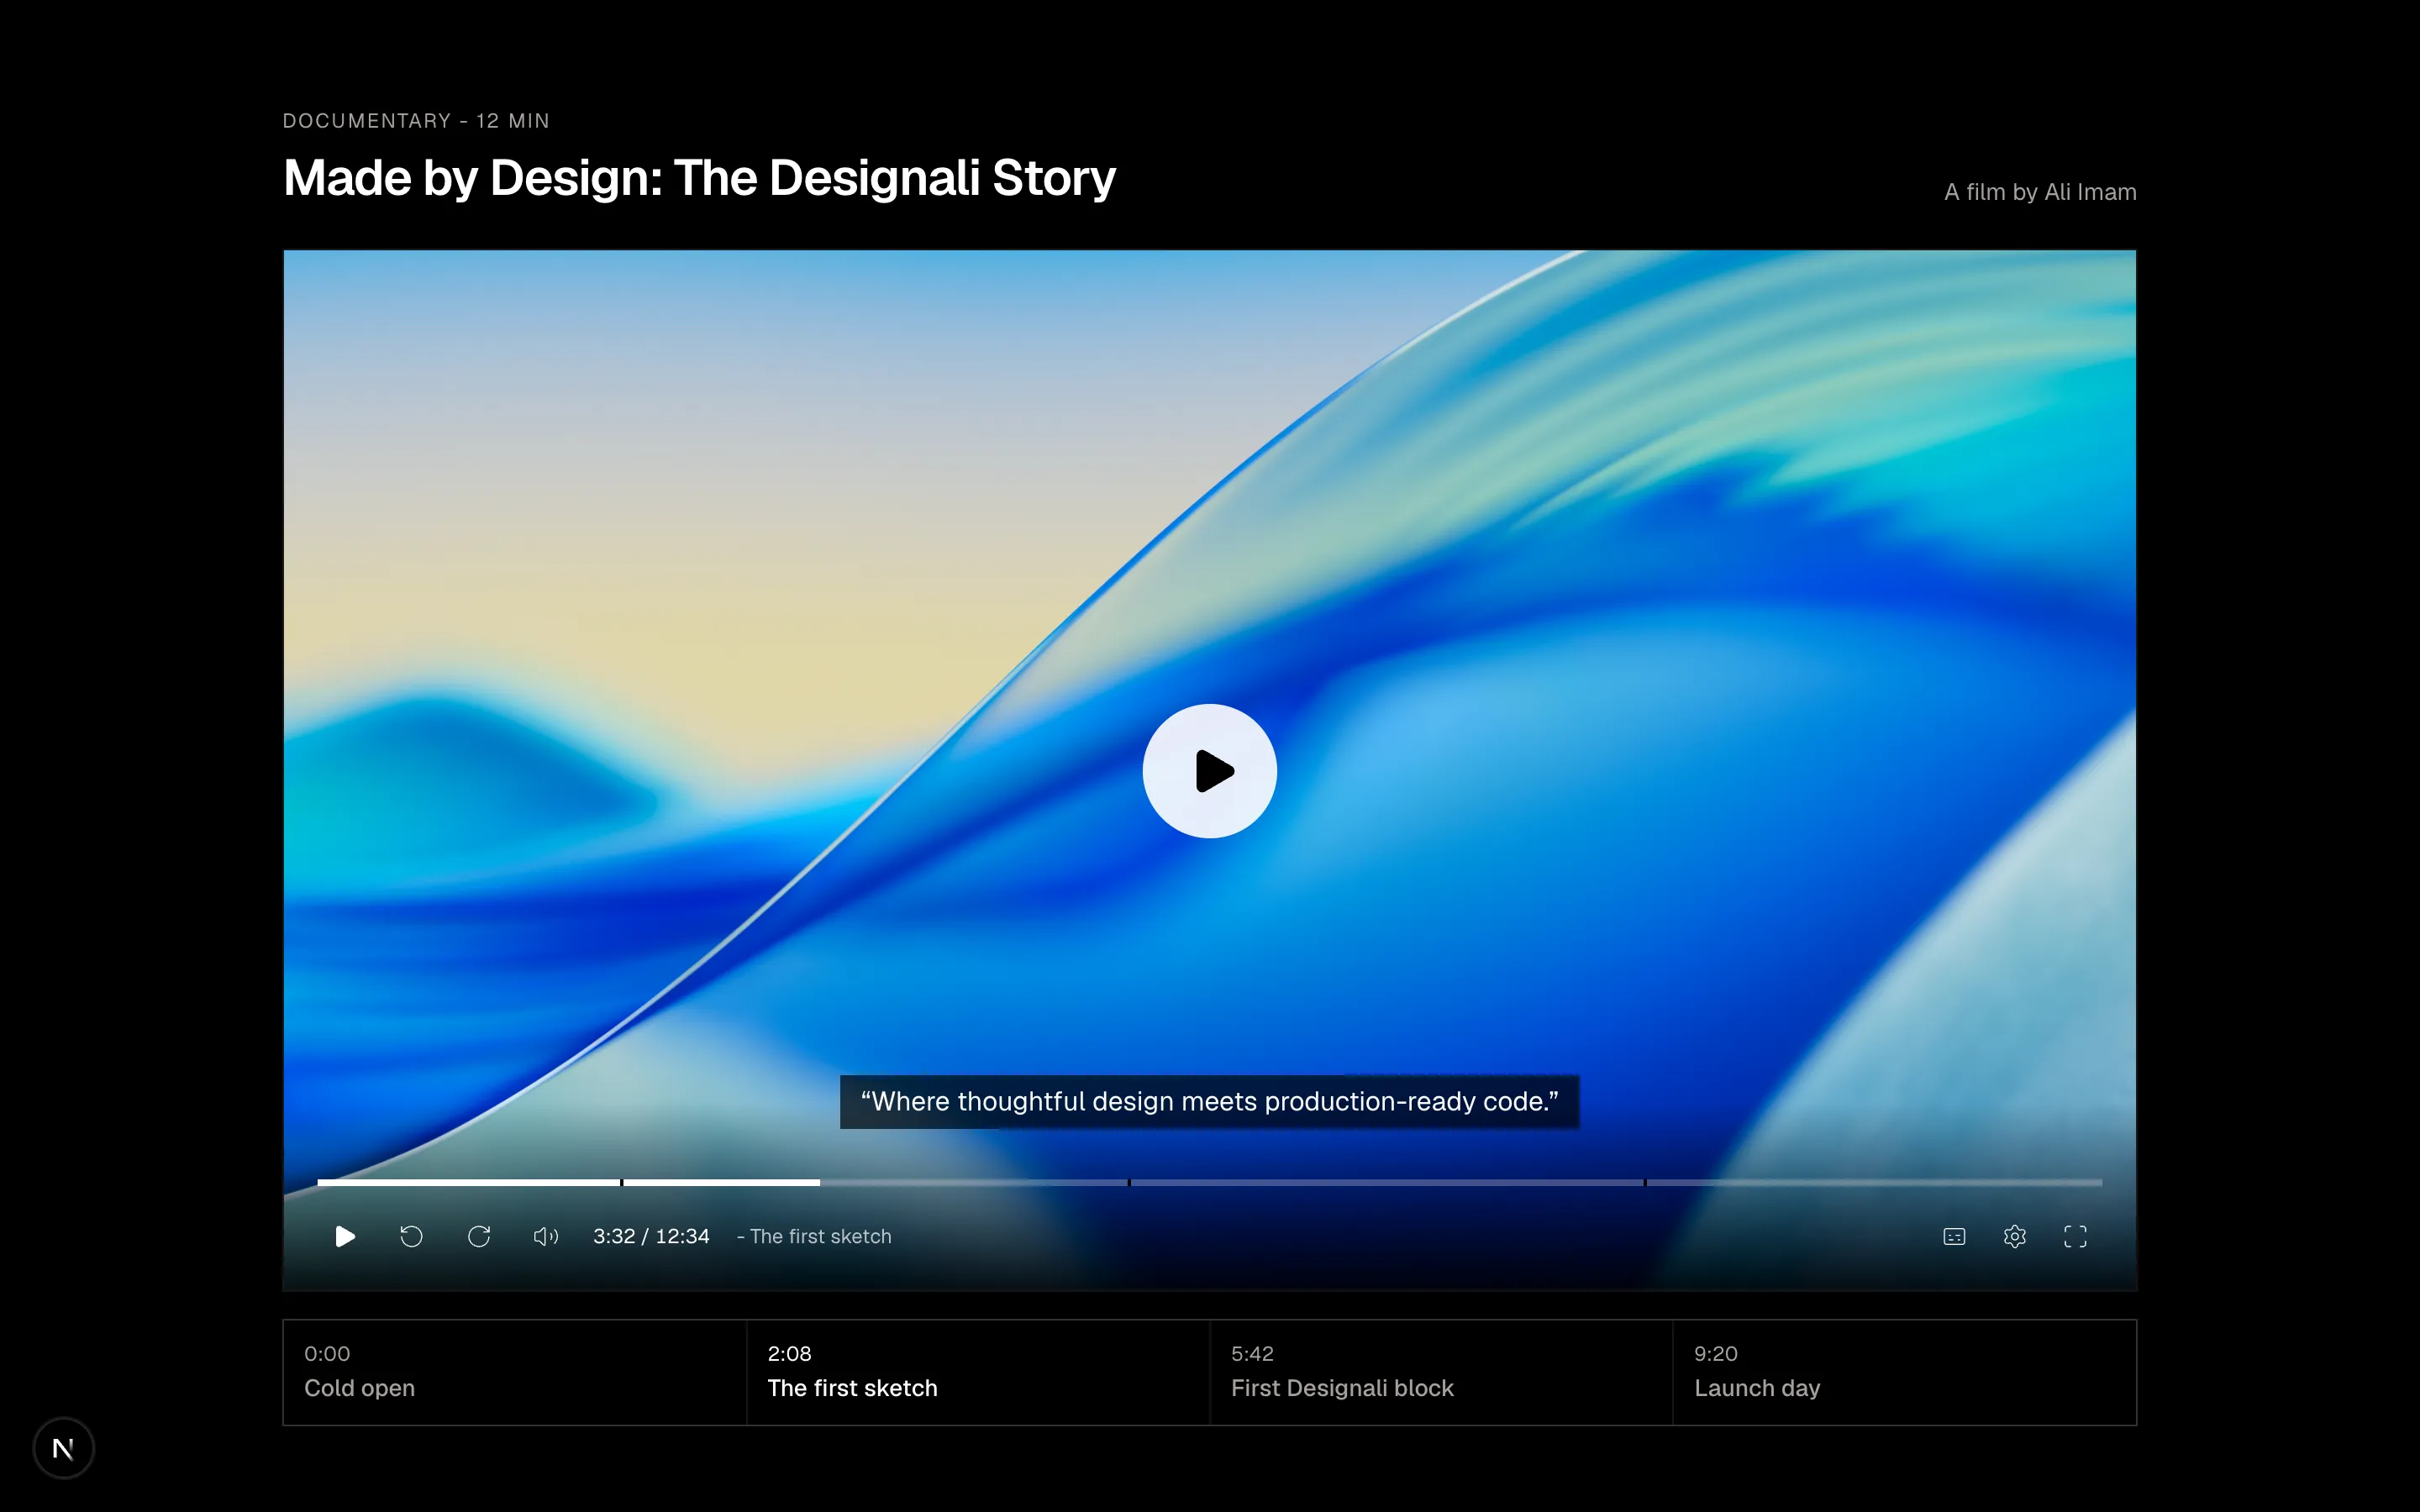 DOCUMENTARY - 12 MIN
Made by Design: The Designali Story
A film by Ali Imam
“Where thoughtful design meets production-ready code.”
3:32 / 12:34 - The first sketch
0:00
Cold open
2:08
The first sketch
5:42
First Designali block
9:20
Launch day
N